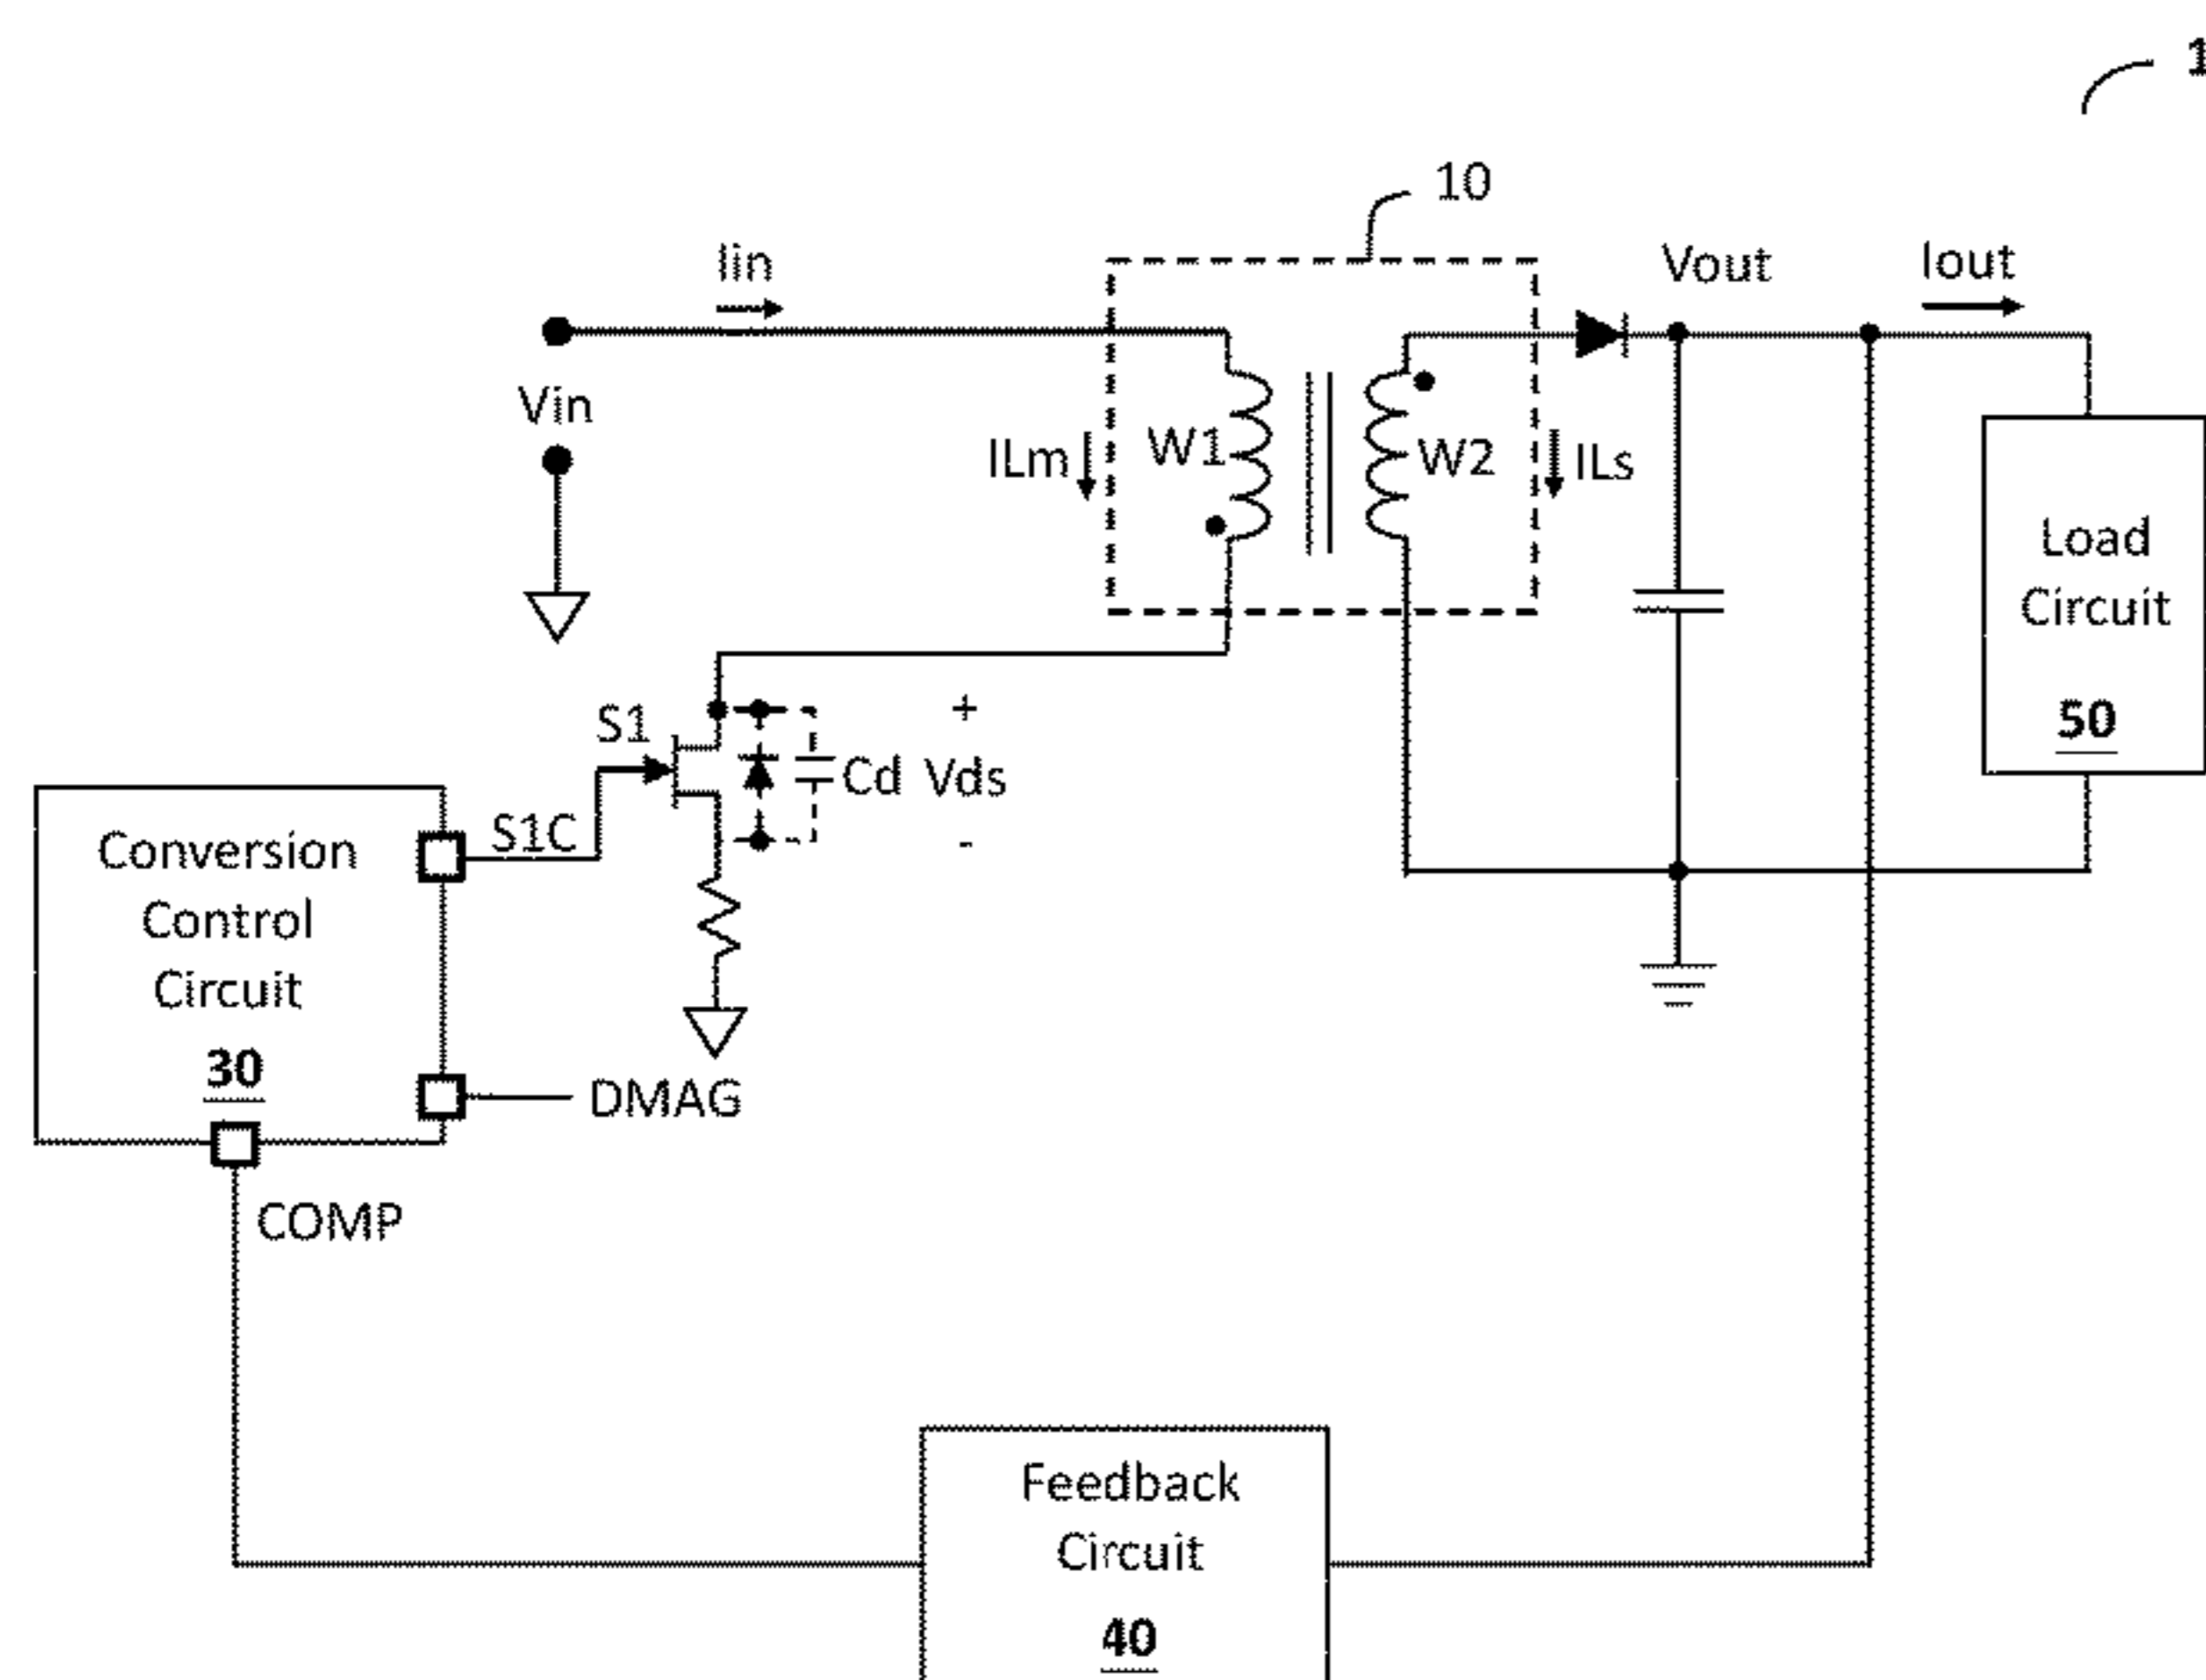 1
10
Iin
Vout
Iout
Vin
ILm
W1
W2
ILs
Load
Circuit
50
S1
+
Cd
Vds
-
S1C
Conversion
Control
Circuit
30
DMAG
COMP
Feedback
Circuit
40